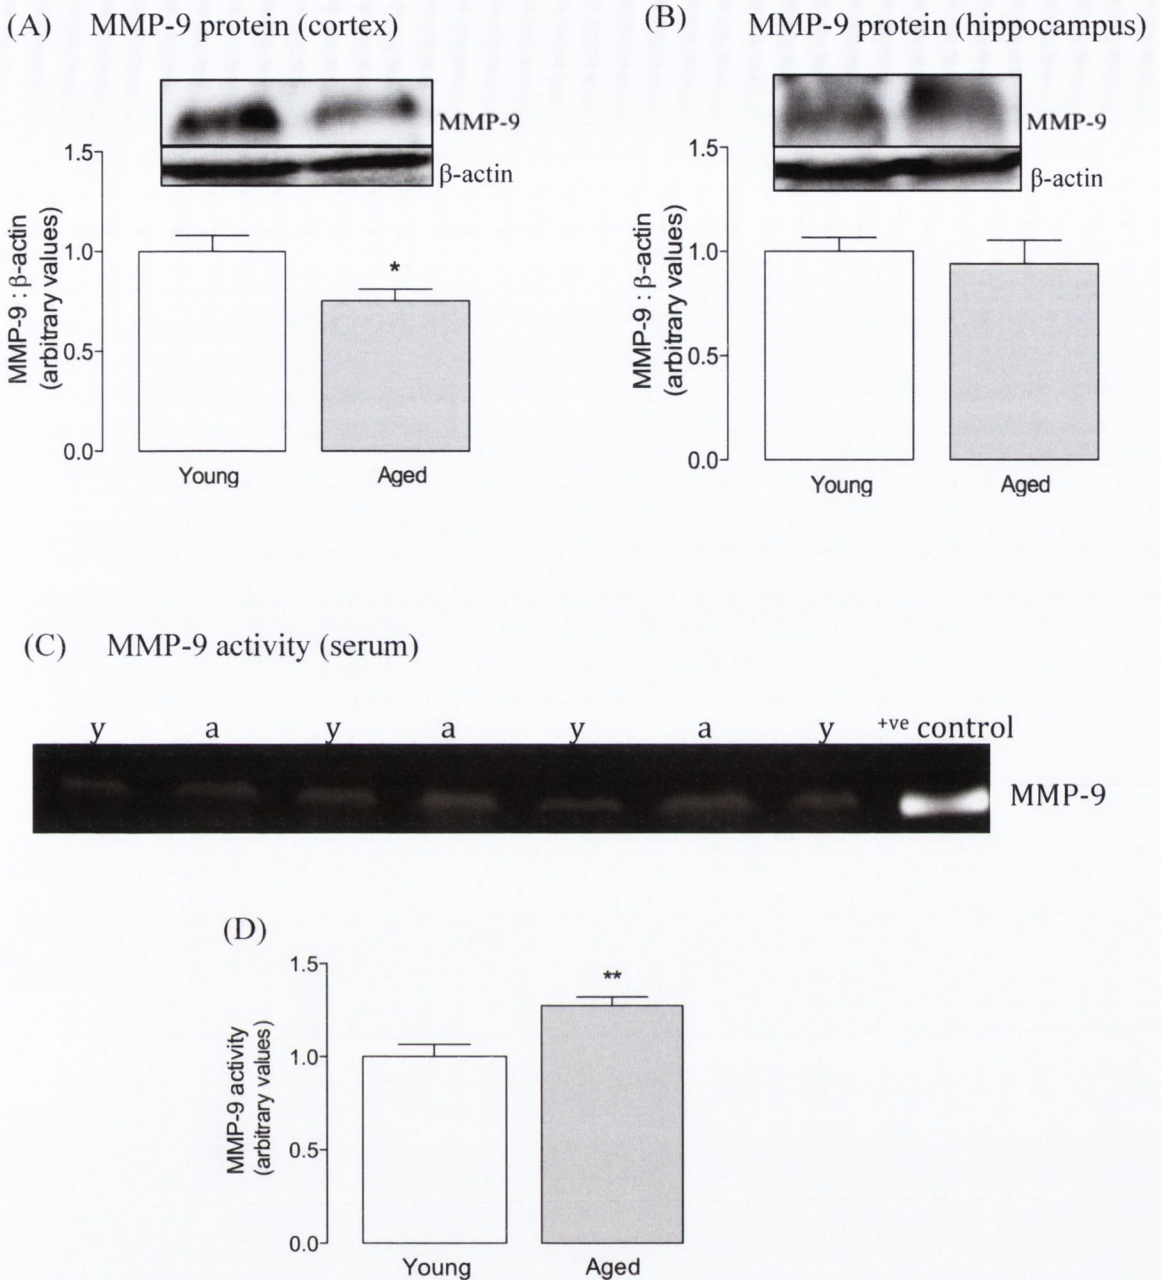 (A) MMP-9 protein (cortex)
MMP-9
β-actin
1.5
1.0
0.5
0.0
MMP-9 : β-actin
(arbitrary values)
*
Young Aged
(B) MMP-9 protein (hippocampus)
MMP-9
β-actin
1.5
1.0
0.5
0.0
MMP-9 : β-actin
(arbitrary values)
Young Aged
(C) MMP-9 activity (serum)
y a y a y a y +ve control
MMP-9
(D)
1.5
1.0
0.5
0.0
MMP-9 activity
(arbitrary values)
**
Young Aged